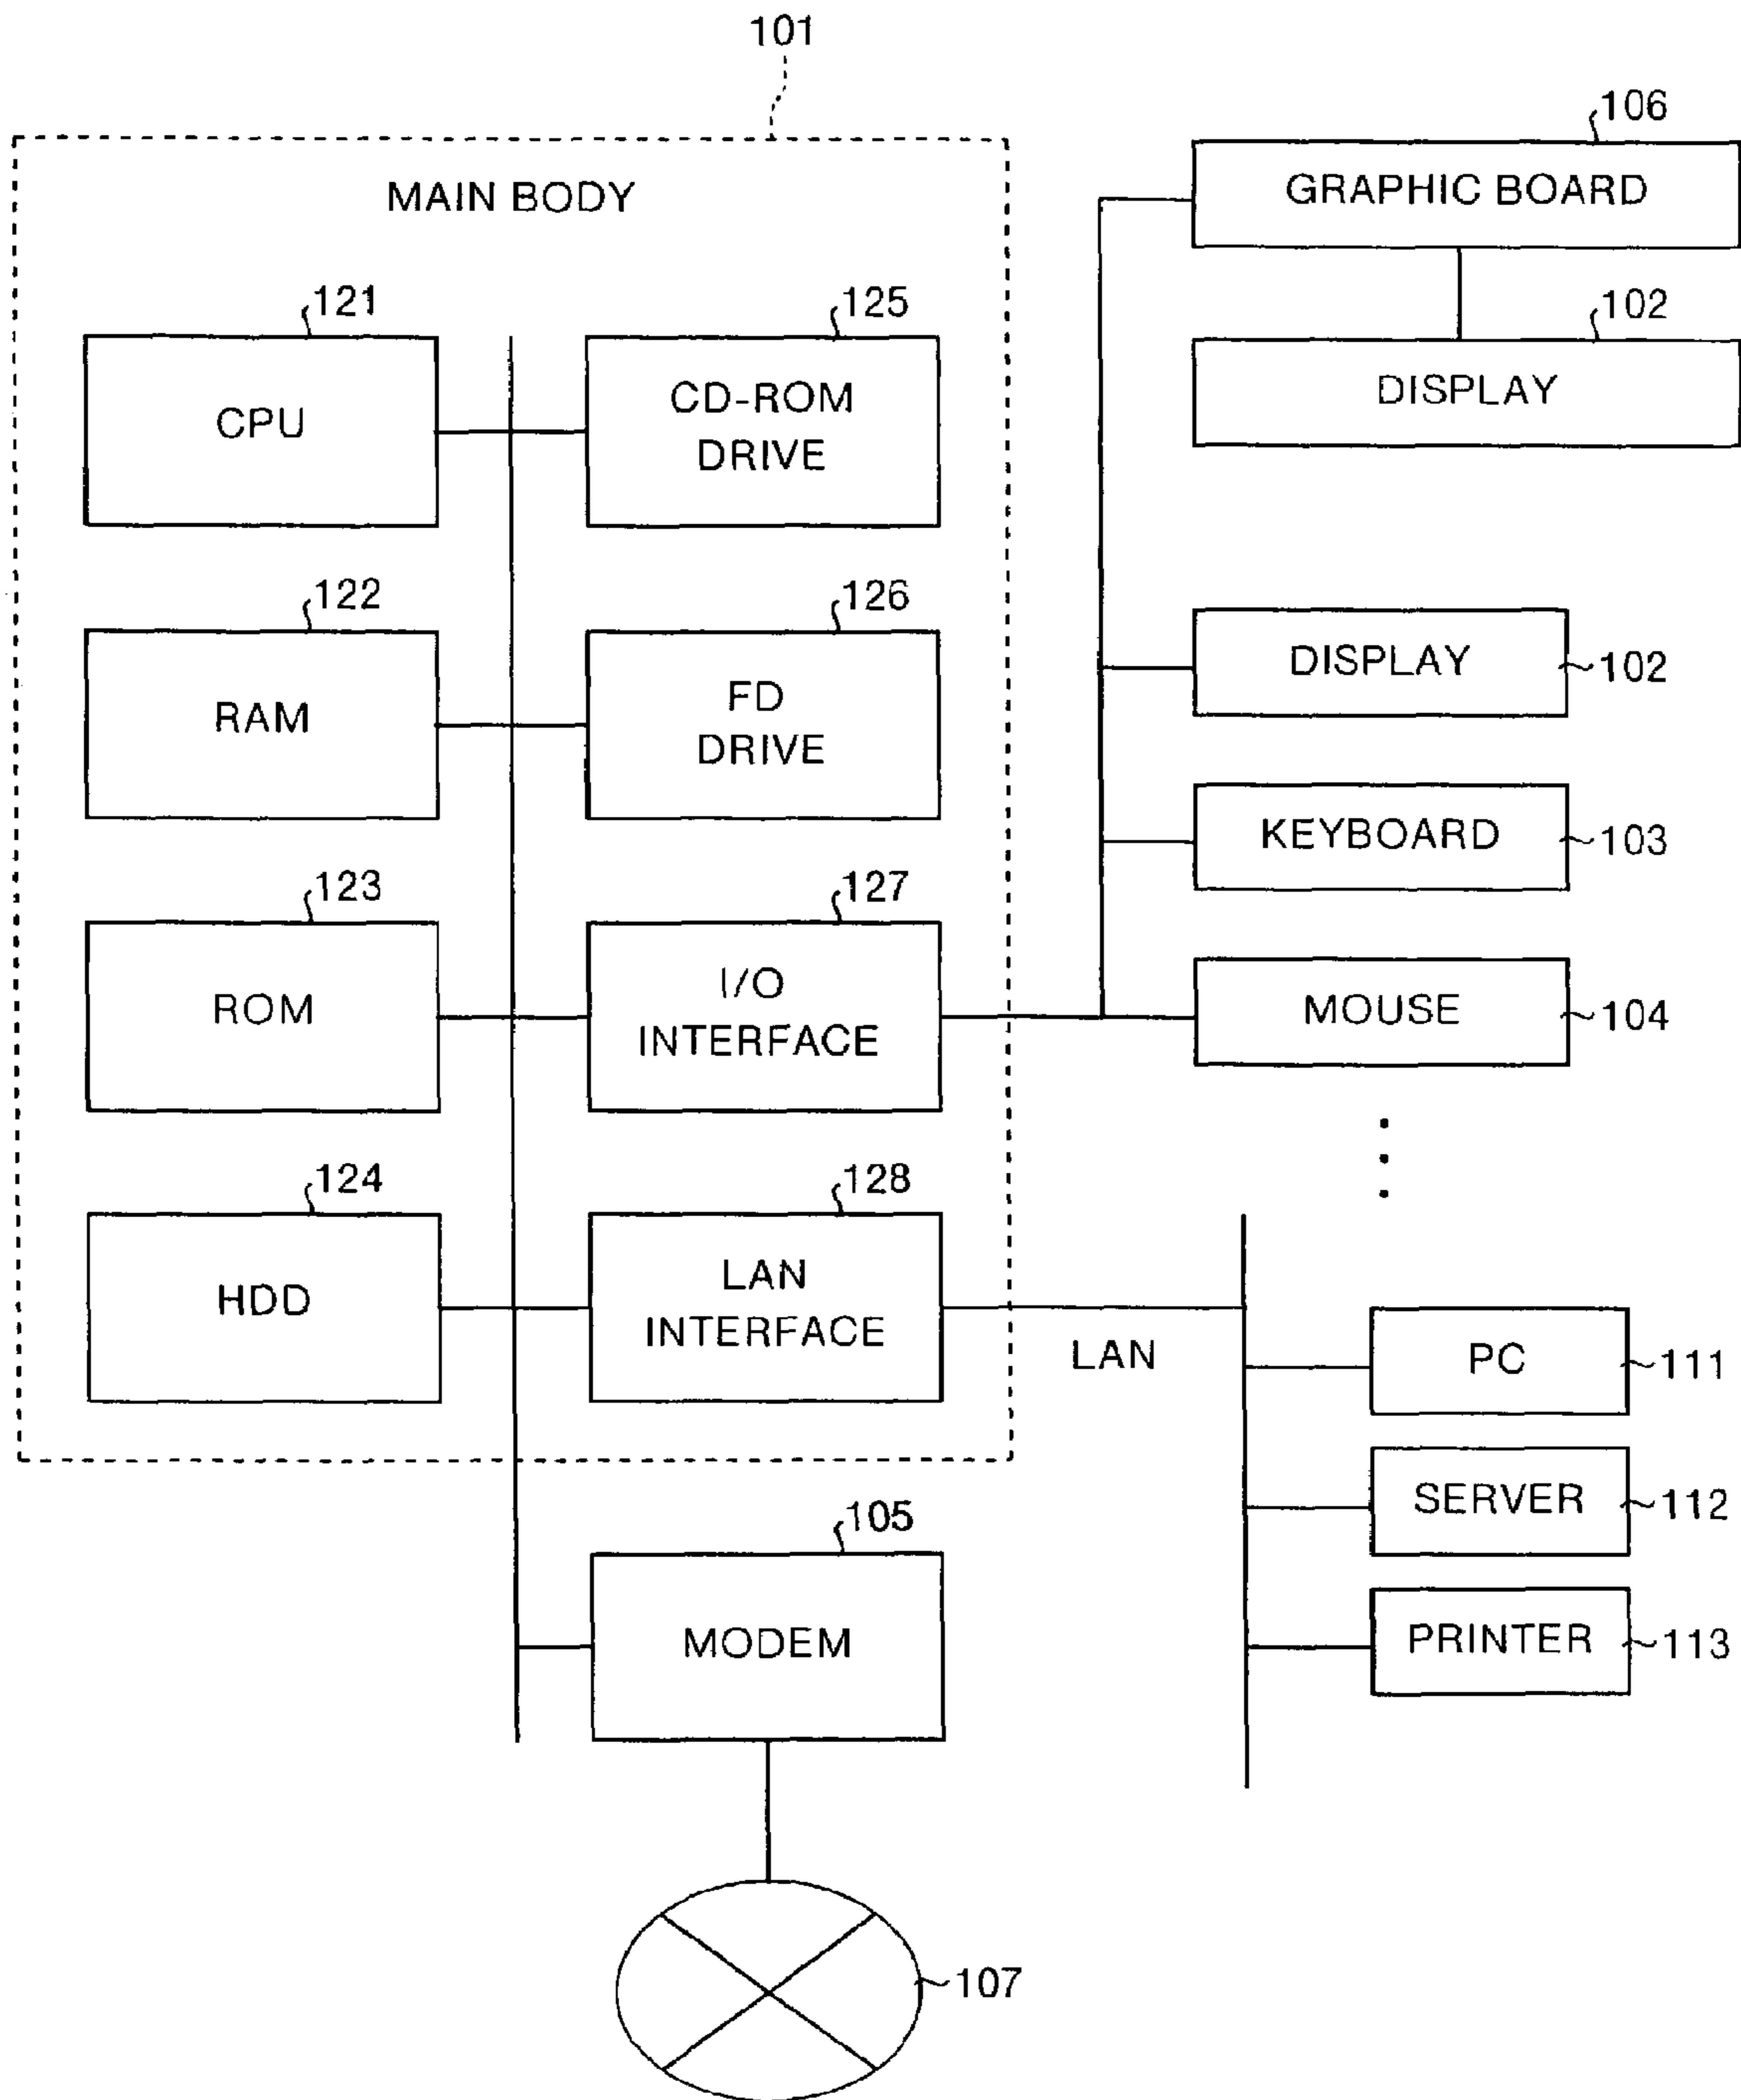 101
MAIN BODY
121
CPU
125
CD-ROM
DRIVE
122
RAM
126
FD
DRIVE
123
ROM
127
I/O
INTERFACE
124
HDD
128
LAN
INTERFACE
105
MODEM
107
106
GRAPHIC BOARD
102
DISPLAY
DISPLAY 102
KEYBOARD 103
MOUSE 104
LAN
PC 111
SERVER 112
PRINTER 113